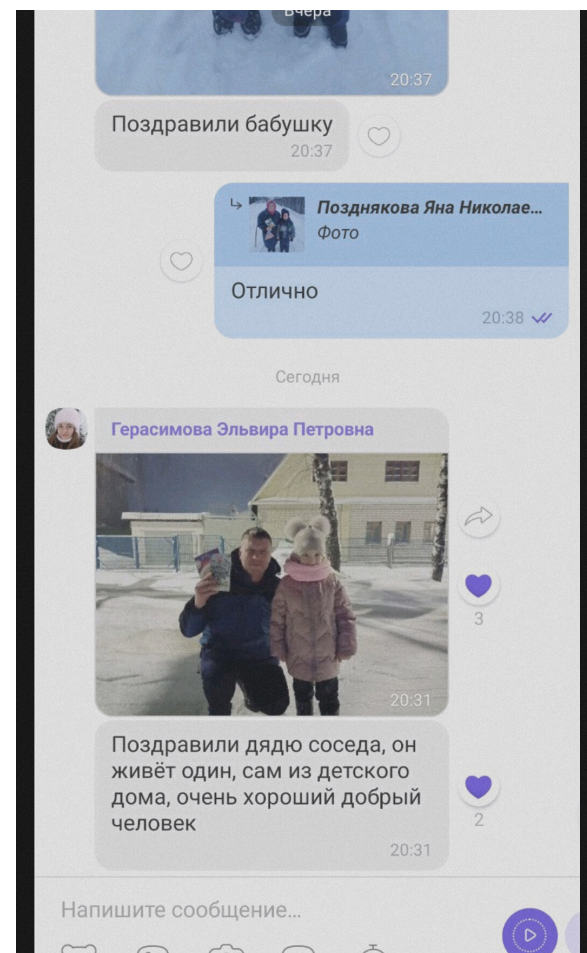 Вчера
20:37
Поздравили бабушку
20:37
Позднякова Яна Николае...
Фото
Отлично
20:38
Сегодня
Герасимова Эльвира Петровна
3
20:31
Поздравили дядю соседа, он
живёт один, сам из детского
дома, очень хороший добрый
человек
2
20:31
Напишите сообщение...